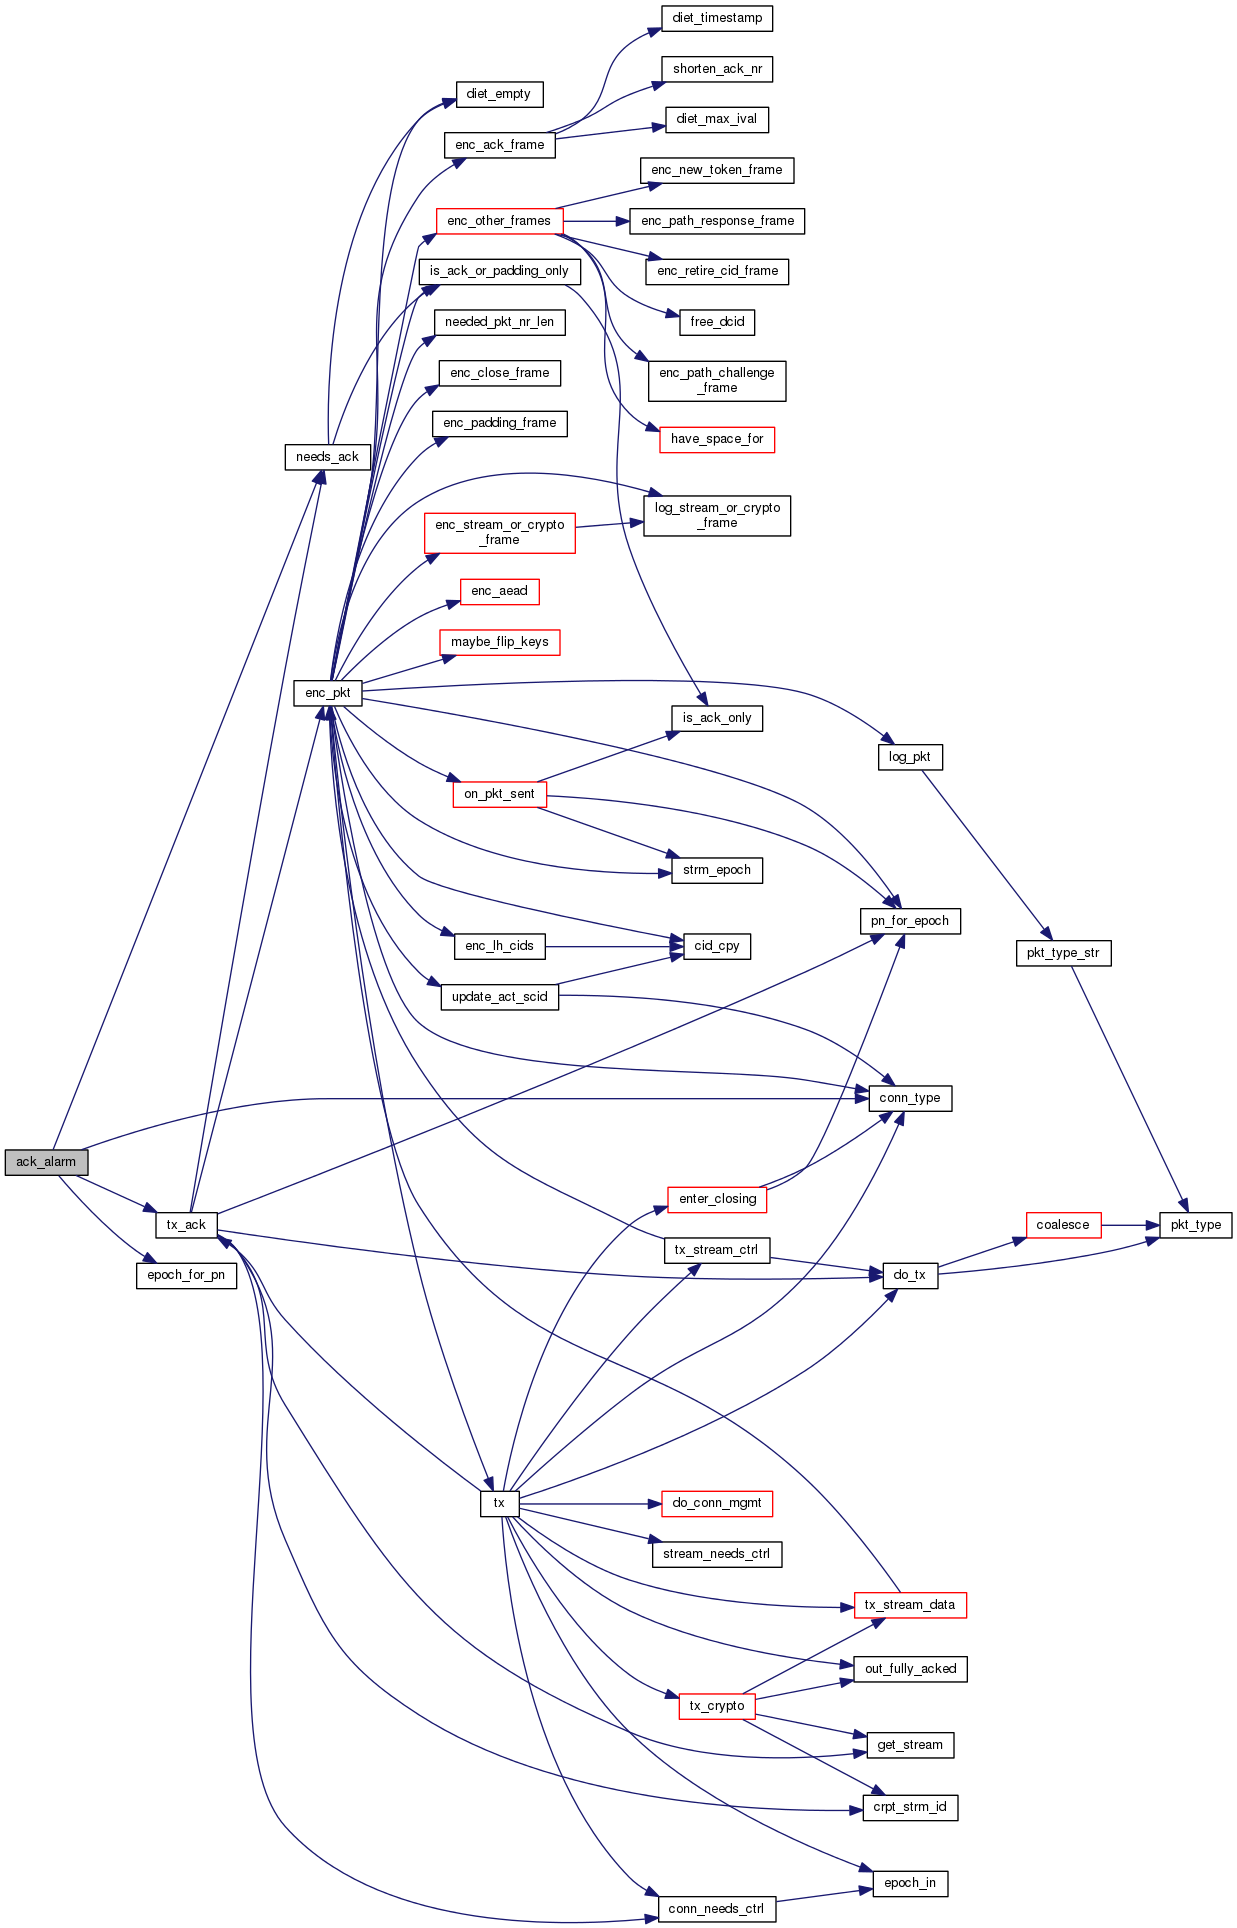 diet_timestamp
shorten_ack_nr
diet_empty
diet_max_ival
enc_ack_frame
enc_new_token_frame
enc_other_frames
enc_path_response_frame
is_ack_or_padding_only
enc_retire_cid_frame
needed_pkt_nr_len
free_dcid
enc_close_frame
enc_path_challenge
_frame
enc_padding_frame
have_space_for
needs_ack
log_stream_or_crypto
_frame
enc_stream_or_crypto
_frame
enc_aead
maybe_flip_keys
enc_pkt
is_ack_only
log_pkt
on_pkt_sent
strm_epoch
pn_for_epoch
enc_lh_cids
cid_cpy
pkt_type_str
update_act_scid
conn_type
ack_alarm
enter_closing
tx_ack
coalesce
pkt_type
tx_stream_ctrl
epoch_for_pn
do_tx
tx
do_conn_mgmt
stream_needs_ctrl
tx_stream_data
out_fully_acked
tx_crypto
get_stream
crpt_strm_id
epoch_in
conn_needs_ctrl